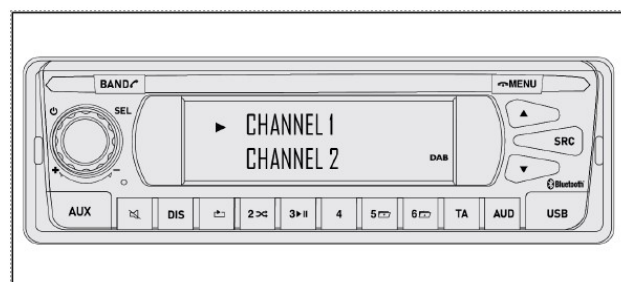 BAND MENU
SEL
CHANNEL 1
CHANNEL 2
DAB
SRC
Bluetooth
AUX DIS 2 3 4 5 6 TA AUD USB